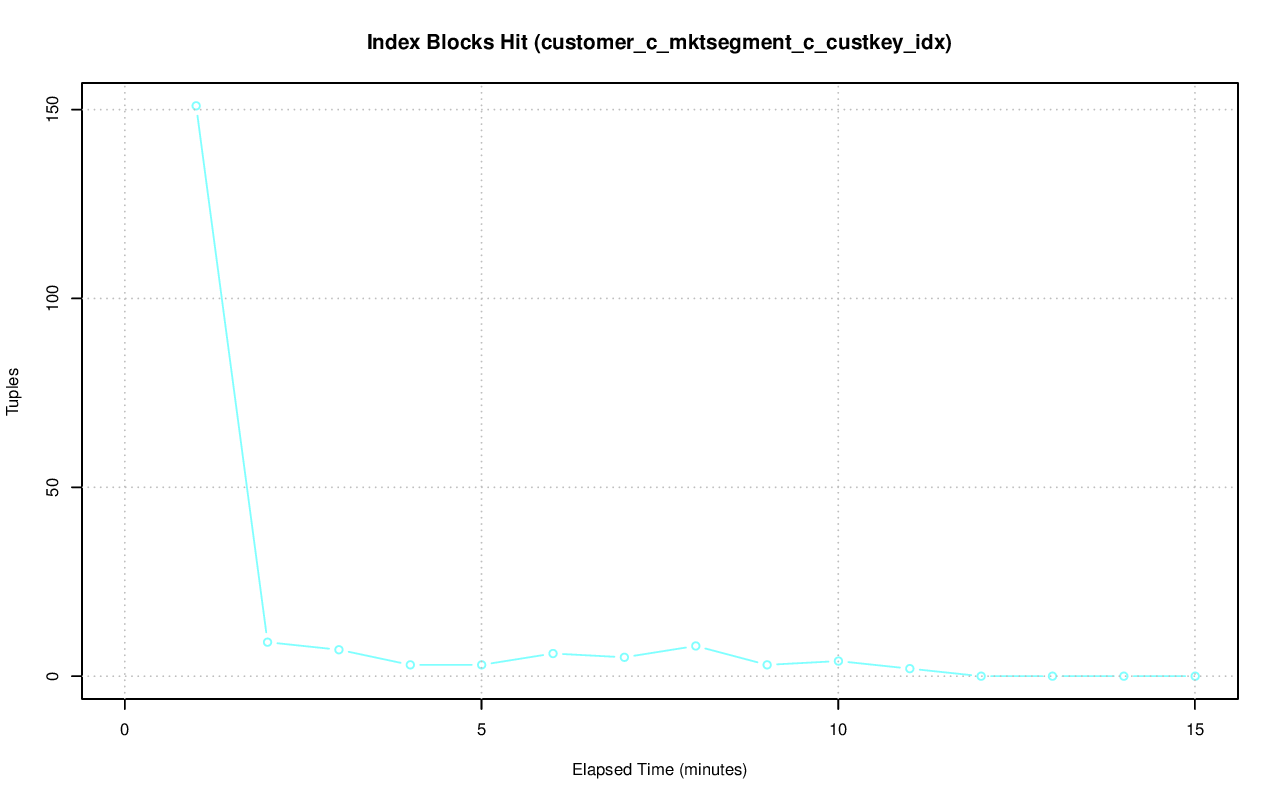 Index Blocks Hit (customer_c_mktsegment_c_custkey_idx)
150
100
50
0
Tuples
0 5 10 15
Elapsed Time (minutes)